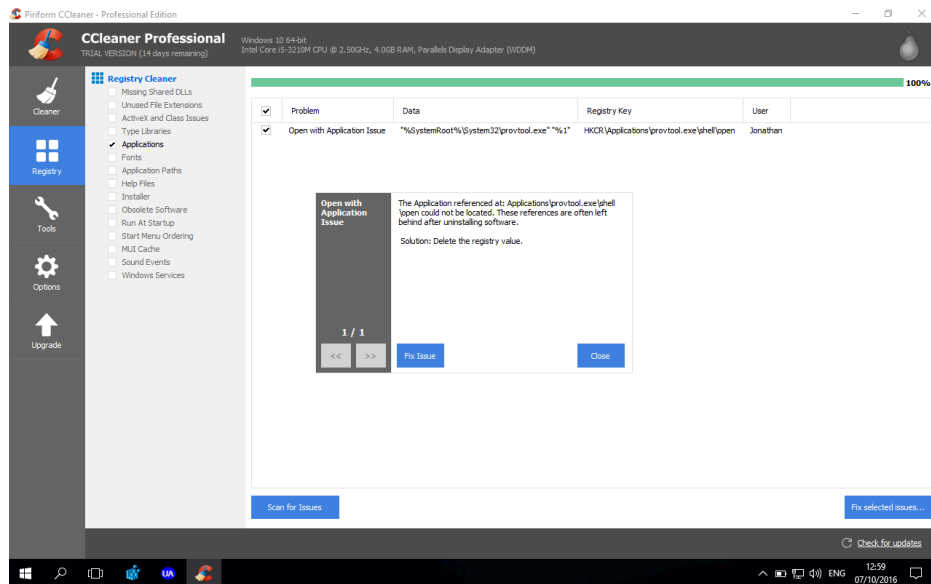 Piriform CCleaner - Professional Edition
CCleaner Professional
TRIAL VERSION (14 days remaining)
Windows 10 64-bit
Intel Core i5-3210M CPU @ 2.50GHz, 4.0GB RAM, Parallels Display Adapter (WDDM)
Cleaner
Registry
Tools
Options
Upgrade
Registry Cleaner
Missing Shared DLLs
Unused File Extensions
ActiveX and Class Issues
Type Libraries
Applications
Fonts
Application Paths
Help Files
Installer
Obsolete Software
Run At Startup
Start Menu Ordering
MUI Cache
Sound Events
Windows Services
100%
Problem Data Registry Key User
Open with Application Issue "%SystemRoot%\System32\provtool.exe" "%1" HKCR\Applications\provtool.exe\shell\open Jonathan
Open with
Application
Issue
1 / 1
<< >>
The Application referenced at: Applications\provtool.exe\shell
\open could not be located. These references are often left
behind after uninstalling software.
Solution: Delete the registry value.
Fix Issue Close
Scan for Issues Fix selected issues...
Check for updates
UA
ENG
12:59
07/10/2016